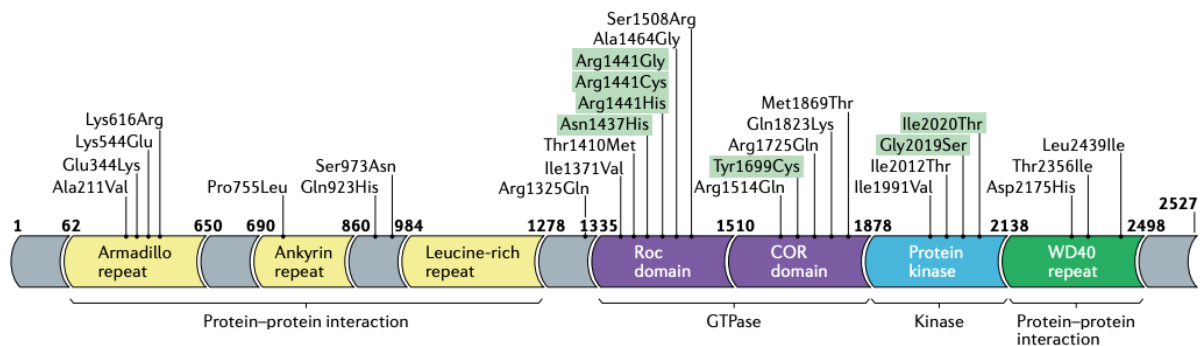 Ser1508Arg
Ala1464Gly
Arg1441Gly
Arg1441Cys
Arg1441His
Asn1437His
Thr1410Met
Ile1371Val
Arg1325Gln
Lys616Arg
Lys544Glu
Glu344Lys
Ala211Val
Pro755Leu
Ser973Asn
Gln923His
Met1869Thr
Gln1823Lys
Arg1725Gln
Tyr1699Cys
Arg1514Gln
Ile2020Thr
Gly2019Ser
Ile2012Thr
Ile1991Val
Leu2439Ile
Thr2356Ile
Asp2175His
1 62 650 690 860 984 1278 1335 1510 1878 2138 2498 2527
Armadillo
repeat
Ankyrin
repeat
Leucine-rich
repeat
Roc
domain
COR
domain
Protein
kinase
WD40
repeat
Protein–protein interaction
GTPase
Kinase
Protein–protein
interaction